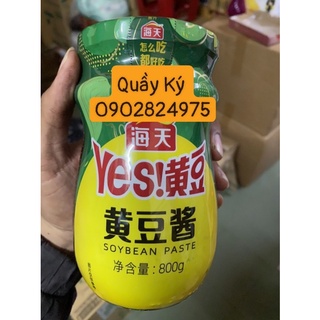 海天
怎么吃
都好吃
Quầy Ký
0902824975
海天
Yes!黄豆
黄豆酱
SOYBEAN PASTE
净含量：800g